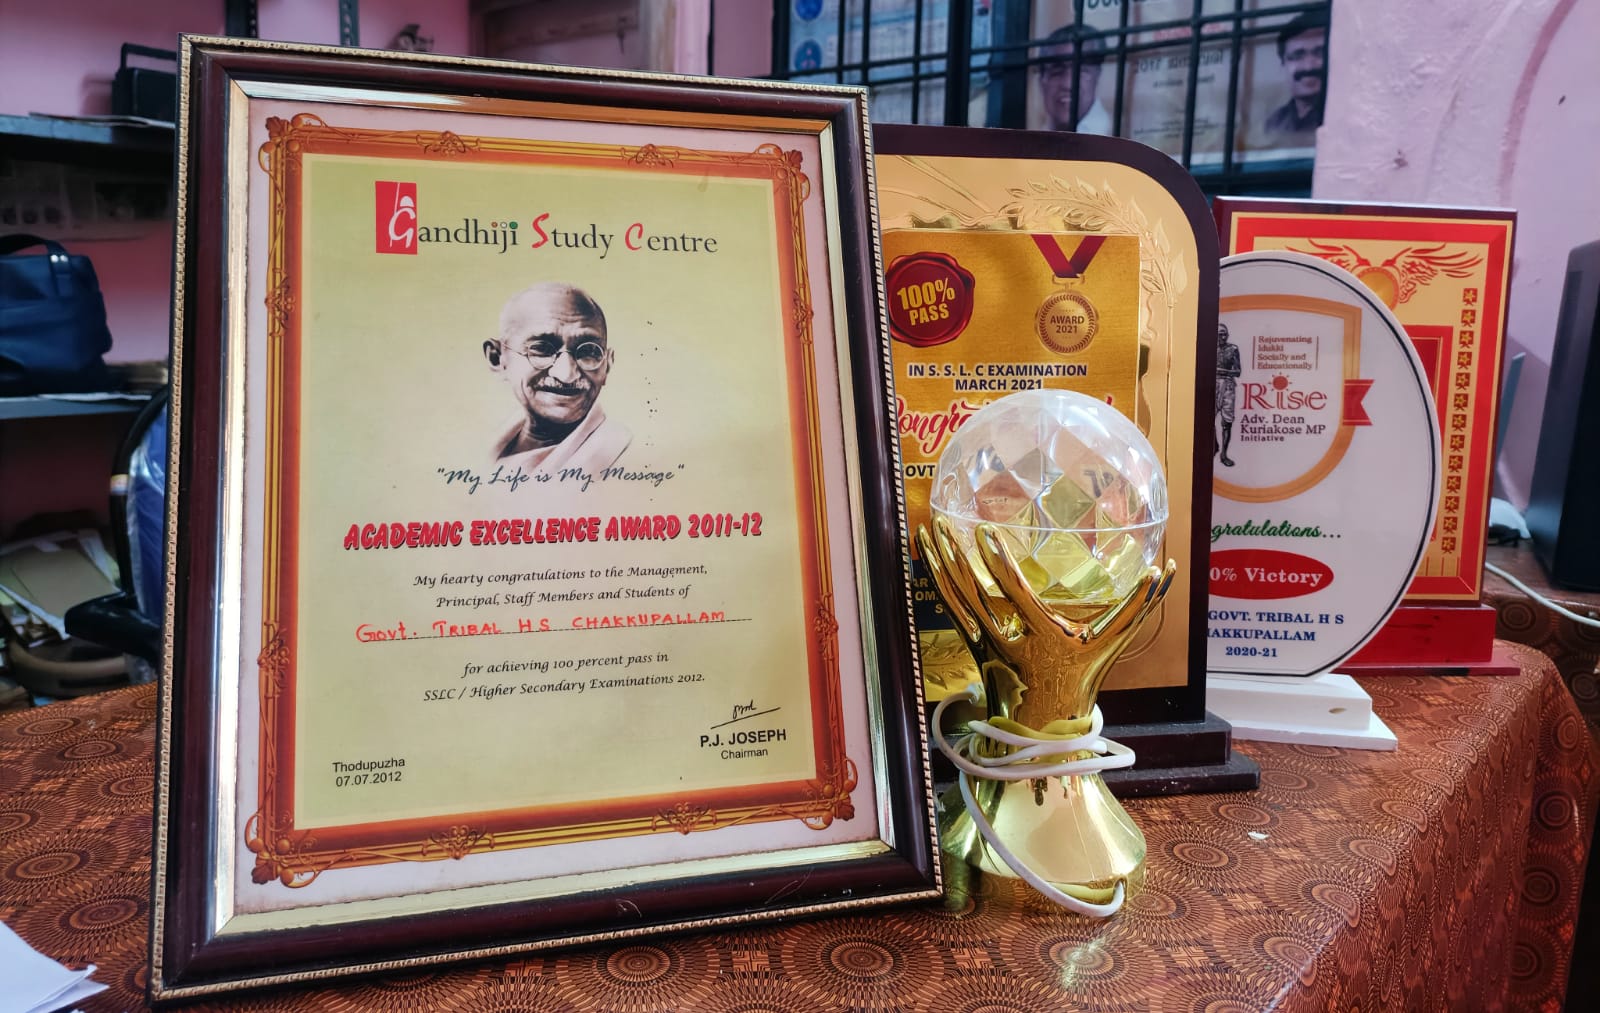 Gandhiji Study Centre
"My Life is My Message"
ACADEMIC EXCELLENCE AWARD 2011-12
My hearty congratulations to the Management,
Principal, Staff Members and Students of
GOVT. TRIBAL H S CHAKKUPALLAM
for achieving 100 percent pass in
SSLC / Higher Secondary Examinations 2012.
P.J. JOSEPH
Chairman
Thodupuzha
07.07.2012
100%
PASS
AWARD
2021
IN S. S. L. C EXAMINATION
MARCH 2021
Rejuvenating
Idukki
Socially and
Educationally
Rise
Adv. Dean
Kuriakose MP
Initiative
gratulations...
0% Victory
GOVT. TRIBAL H S
HAKKUPALLAM
2020-21